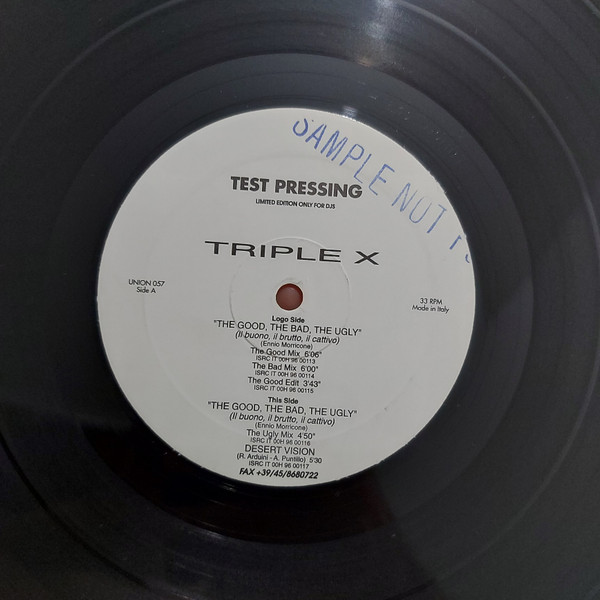 SAMPLE NOT
TEST PRESSING
LIMITED EDITION ONLY FOR DJS
TRIPLE X
UNION 057
Side A
33 RPM
Made in Italy
Logo Side
"THE GOOD, THE BAD, THE UGLY"
(Il buono, il brutto, il cattivo)
(Ennio Morricone)
The Good Mix 6'06"
ISRC IT 00H 96 00113
The Bad Mix 6'00"
ISRC IT 00H 96 00114
The Good Edit 3'43"
ISRC IT 00H 96 00115
This Side
"THE GOOD, THE BAD, THE UGLY"
(Il buono, il brutto, il cattivo)
(Ennio Morricone)
The Ugly Mix 4'50"
ISRC IT 00H 96 00116
DESERT VISION
(R. Arduini - A. Puntillo) 5'30
ISRC IT 00H 96 00117
FAX +39/45/8680722